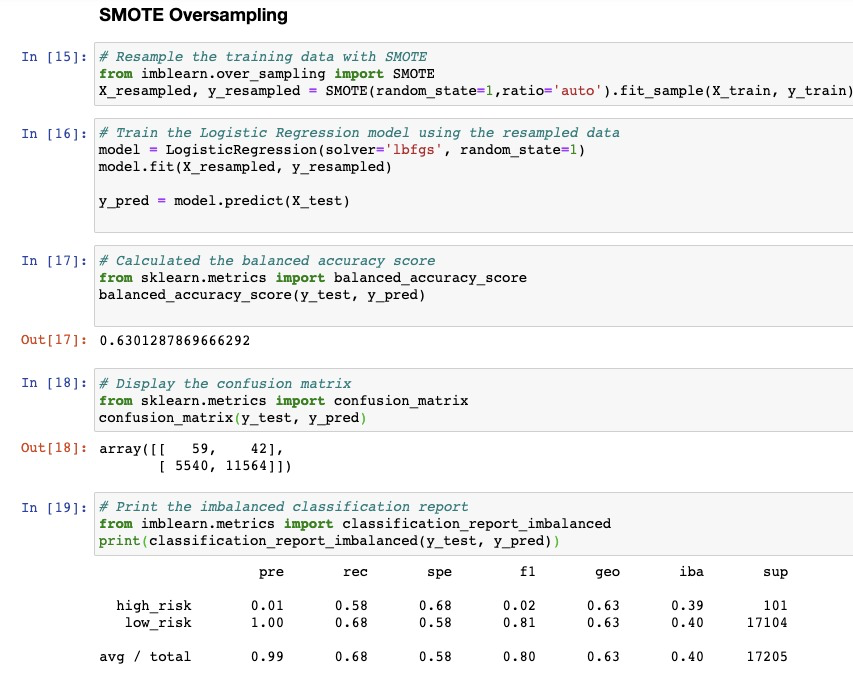 SMOTE Oversampling
In [15]: # Resample the training data with SMOTE
from imblearn.over_sampling import SMOTE
X_resampled, y_resampled = SMOTE(random_state=1,ratio='auto').fit_sample(X_train, y_train)
In [16]: # Train the Logistic Regression model using the resampled data
model = LogisticRegression(solver='lbfgs', random_state=1)
model.fit(X_resampled, y_resampled)
y_pred = model.predict(X_test)
In [17]: # Calculated the balanced accuracy score
from sklearn.metrics import balanced_accuracy_score
balanced_accuracy_score(y_test, y_pred)
Out[17]: 0.6301287869666292
In [18]: # Display the confusion matrix
from sklearn.metrics import confusion_matrix
confusion_matrix(y_test, y_pred)
Out[18]: array([[ 59, 42],
[ 5540, 11564]])
In [19]: # Print the imbalanced classification report
from imblearn.metrics import classification_report_imbalanced
print(classification_report_imbalanced(y_test, y_pred))
pre rec spe f1 geo iba sup
high_risk 0.01 0.58 0.68 0.02 0.63 0.39 101
low_risk 1.00 0.68 0.58 0.81 0.63 0.40 17104
avg / total 0.99 0.68 0.58 0.80 0.63 0.40 17205